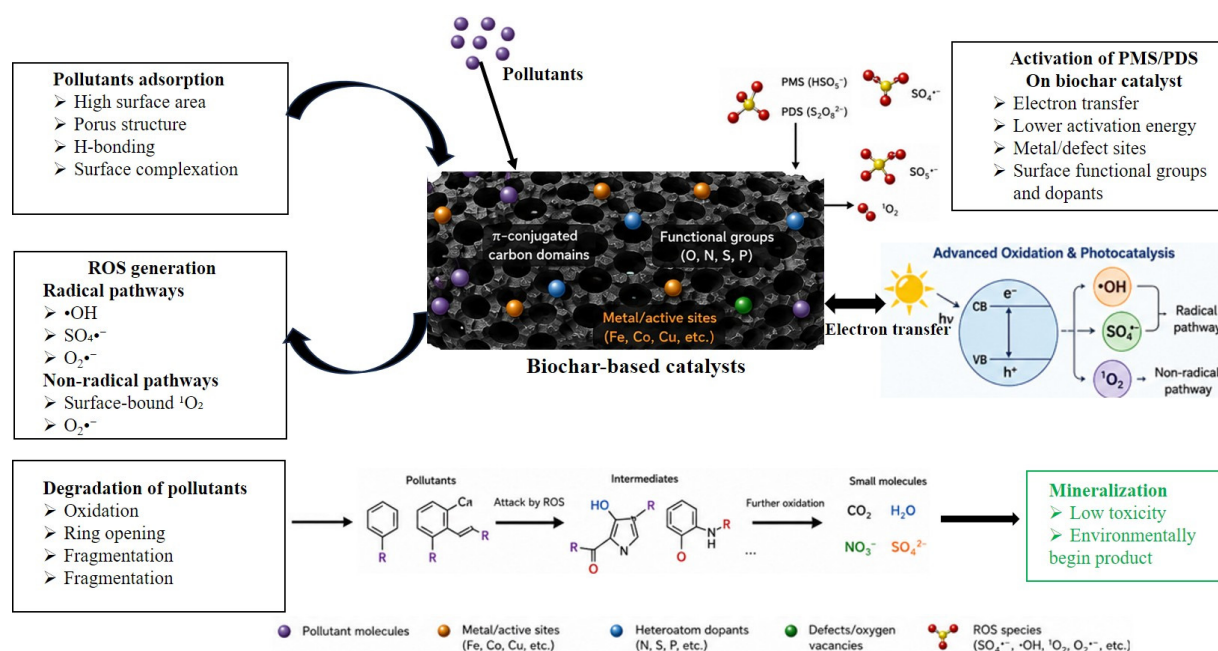 Pollutants adsorption
➢ High surface area
➢ Porus structure
➢ H-bonding
➢ Surface complexation
Pollutants
PMS (HSO₅⁻)
PDS (S₂O₈²⁻)
SO₄•⁻
SO₅•⁻
¹O₂
Activation of PMS/PDS
On biochar catalyst
➢ Electron transfer
➢ Lower activation energy
➢ Metal/defect sites
➢ Surface functional groups
and dopants
π-conjugated
carbon domains
Functional groups
(O, N, S, P)
Metal/active sites
(Fe, Co, Cu, etc.)
Biochar-based catalysts
ROS generation
Radical pathways
➢ •OH
➢ SO₄•⁻
➢ O₂•⁻
Non-radical pathways
➢ Surface-bound ¹O₂
➢ O₂•⁻
Electron transfer
Advanced Oxidation & Photocatalysis
hν
e⁻
CB
VB
h⁺
•OH
SO₄•⁻
¹O₂
Radical
pathway
Non-radical
pathway
Degradation of pollutants
➢ Oxidation
➢ Ring opening
➢ Fragmentation
➢ Fragmentation
Pollutants
R
Ca
R
R
Attack by ROS
Intermediates
HO
R
R
N
O
N
H
R
O
...
Further oxidation
Small molecules
CO₂ H₂O
NO₃⁻ SO₄²⁻
Mineralization
➢ Low toxicity
➢ Environmentally
begin product
Pollutant molecules
Metal/active sites
(Fe, Co, Cu, etc.)
Heteroatom dopants
(N, S, P, etc.)
Defects/oxygen
vacancies
ROS species
(SO₄•⁻, •OH, ¹O₂, O₂•⁻, etc.)